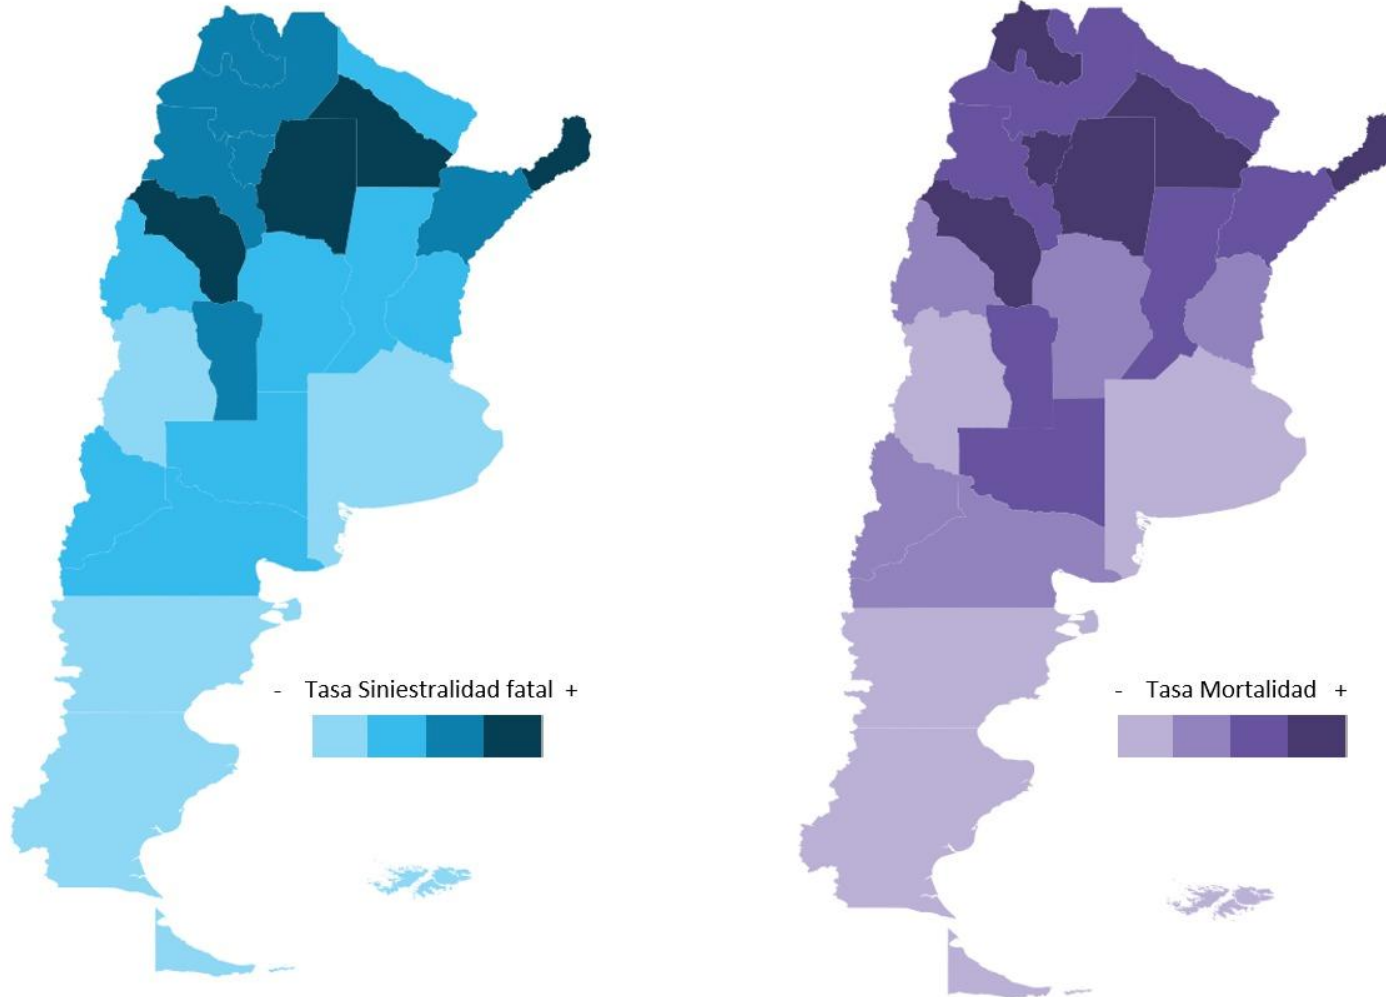 - Tasa Siniestralidad fatal +
- Tasa Mortalidad +